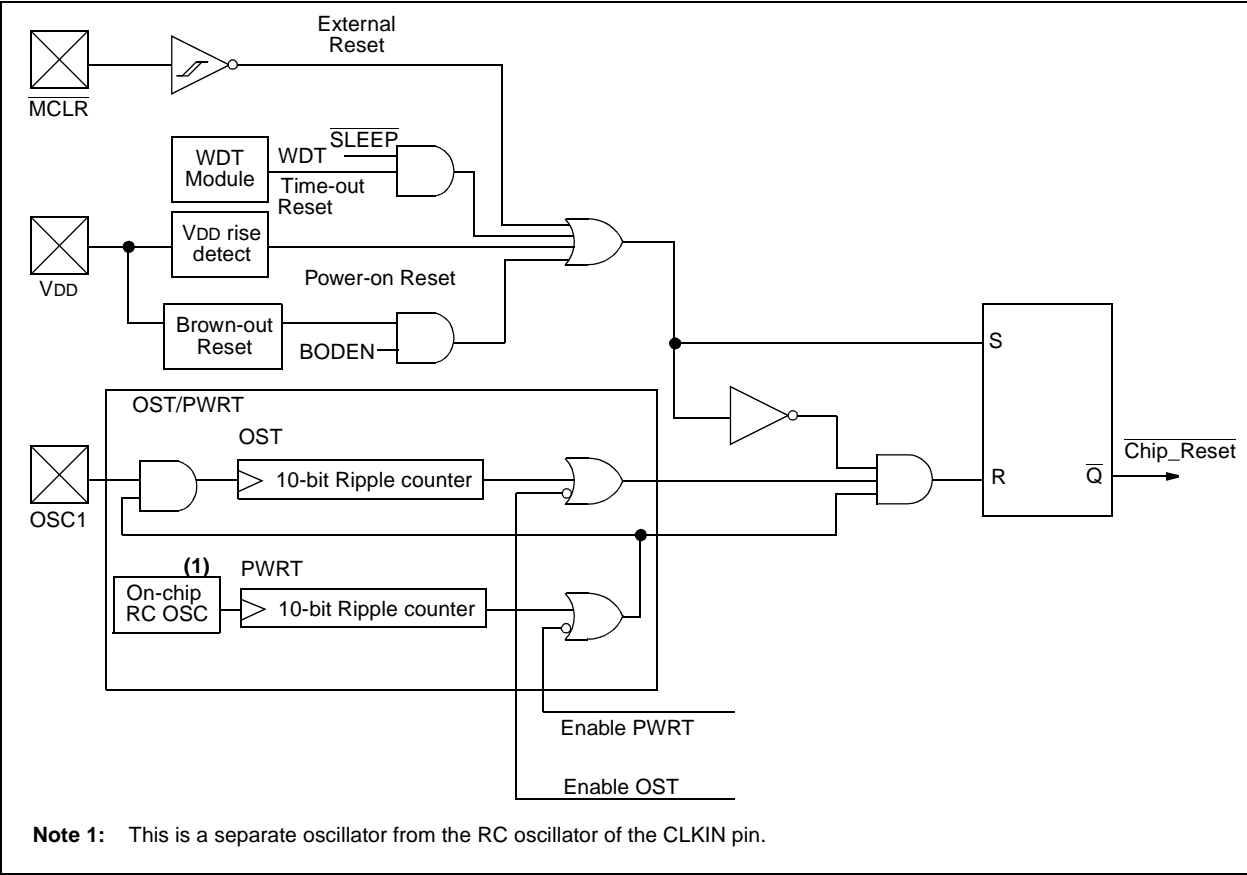 External
Reset
MCLR
SLEEP
WDT
Module
WDT
Time-out
Reset
VDD rise
detect
VDD
Power-on Reset
Brown-out
Reset
BODEN
S
OST/PWRT
OST
10-bit Ripple counter
OSC1
Chip_Reset
R
Q
(1)
PWRT
On-chip
RC OSC
10-bit Ripple counter
Enable PWRT
Enable OST
Note 1: This is a separate oscillator from the RC oscillator of the CLKIN pin.